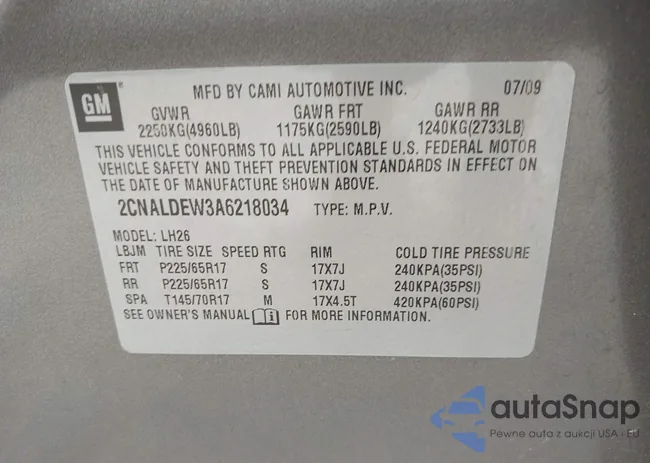 GM
MFD BY CAMI AUTOMOTIVE INC. 07/09
GVWR GAWR FRT GAWR RR
2250KG(4960LB) 1175KG(2590LB) 1240KG(2733LB)
THIS VEHICLE CONFORMS TO ALL APPLICABLE U.S. FEDERAL MOTOR
VEHICLE SAFETY AND THEFT PREVENTION STANDARDS IN EFFECT ON
THE DATE OF MANUFACTURE SHOWN ABOVE.
2CNALDEW3A6218034 TYPE: M.P.V.
MODEL: LH26
LBJM TIRE SIZE SPEED RTG RIM COLD TIRE PRESSURE
FRT P225/65R17 S 17X7J 240KPA(35PSI)
RR P225/65R17 S 17X7J 240KPA(35PSI)
SPA T145/70R17 M 17X4.5T 420KPA(60PSI)
SEE OWNER'S MANUAL FOR MORE INFORMATION.
autaSnap
Pewne auta z aukcji USA i EU